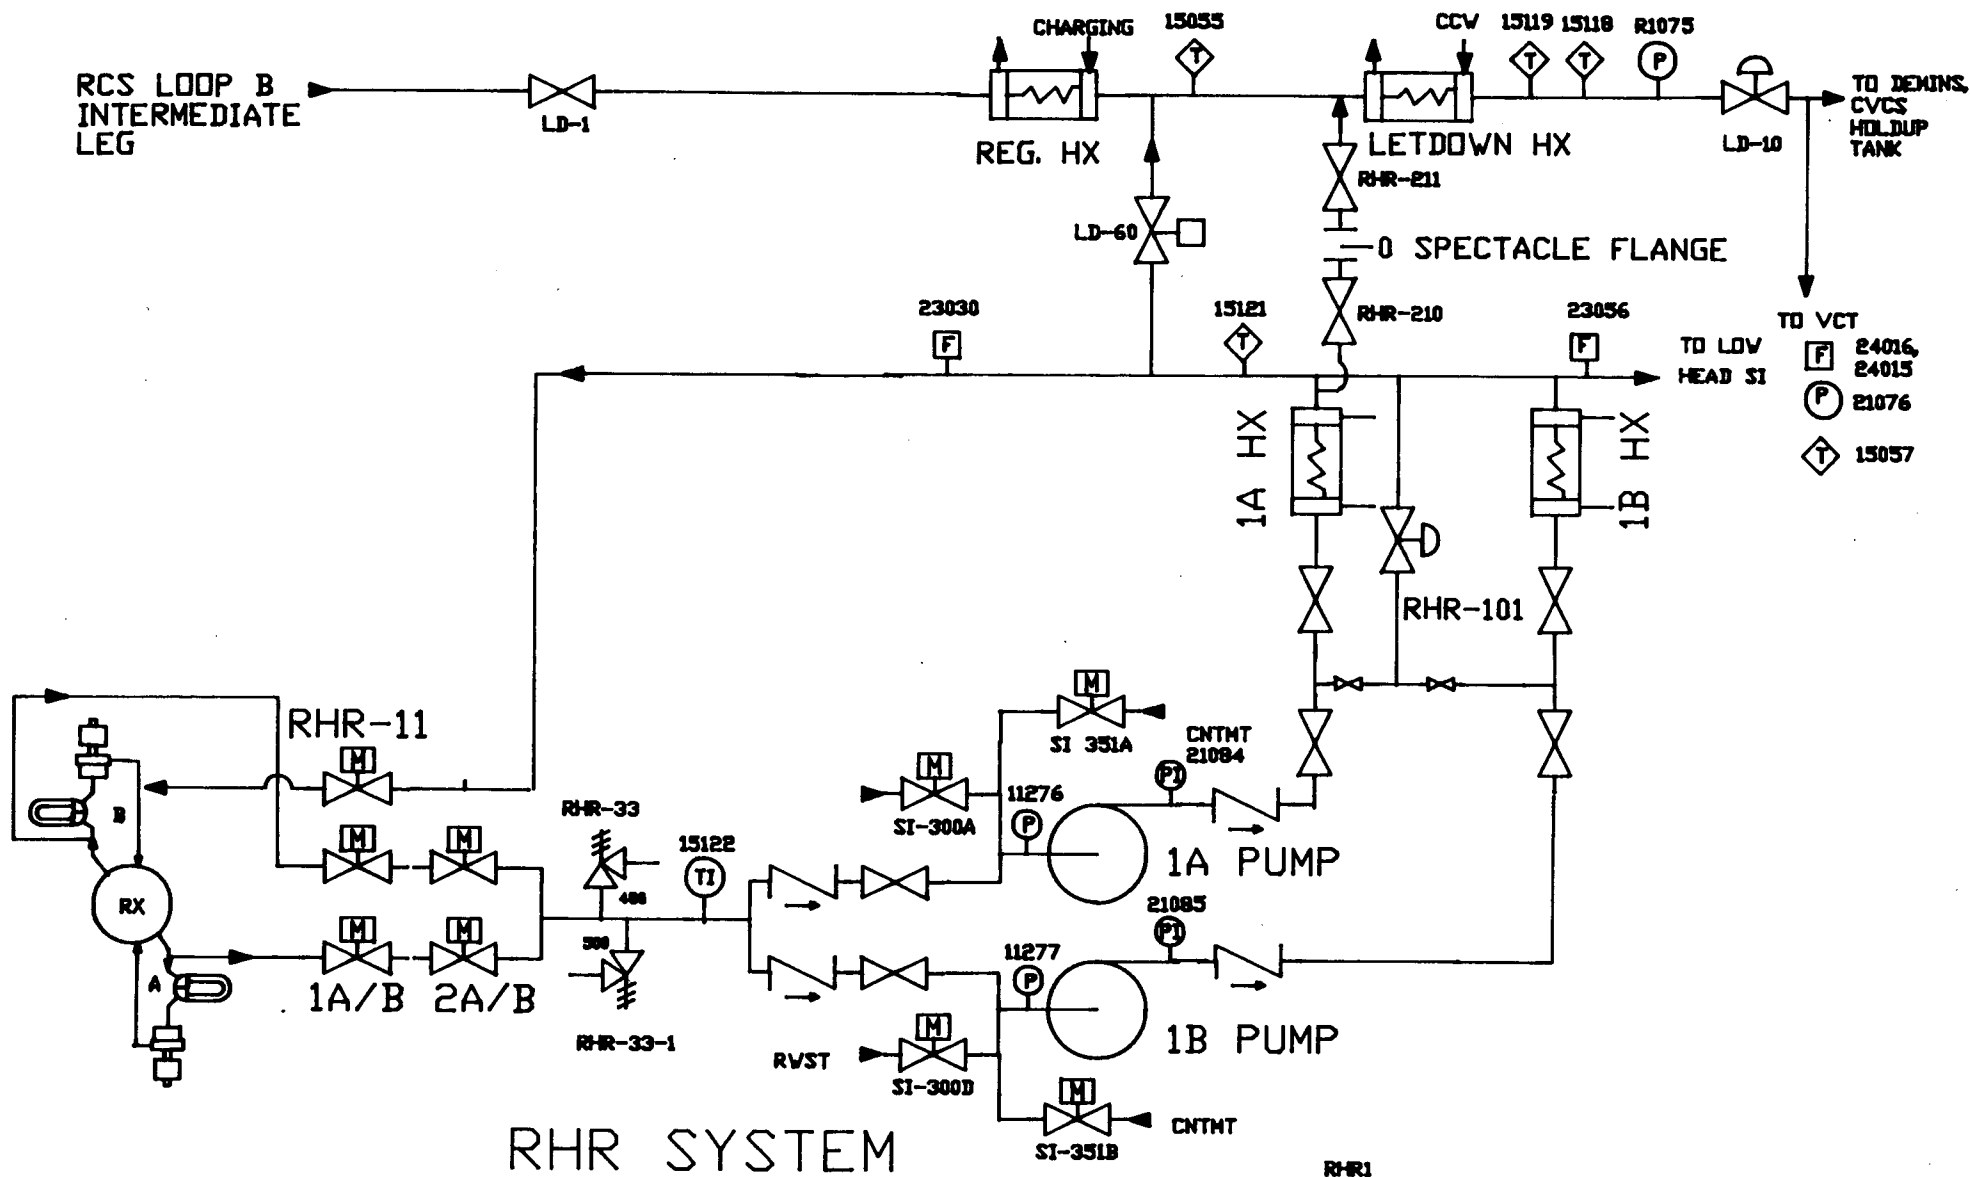 CHARGING
15055
CCW
15119
15118
R1075
RCS LOOP B
INTERMEDIATE
LEG
LD-1
T
T
T
P
TO DEMINS,
CVCS
HOLDUP
TANK
REG. HX
LETDOWN HX
LD-10
RHR-211
LD-60
0 SPECTACLE FLANGE
23030
15121
RHR-210
23056
TO VCT
F
T
F
TO LOW
HEAD SI
F
24016,
24015
P
21076
T
15057
1A HX
1B HX
RHR-101
M
SI 351A
RHR-11
M
CNTMT
21084
M
SI-300A
PI
B
RHR-33
11276
P
M
M
15122
TI
486
1A PUMP
RX
21085
M
M
500
PI
A
11277
P
1A/B
2A/B
RHR-33-1
M
1B PUMP
RWST
SI-300D
M
CNTMT
SI-351B
RHR SYSTEM
RHR1